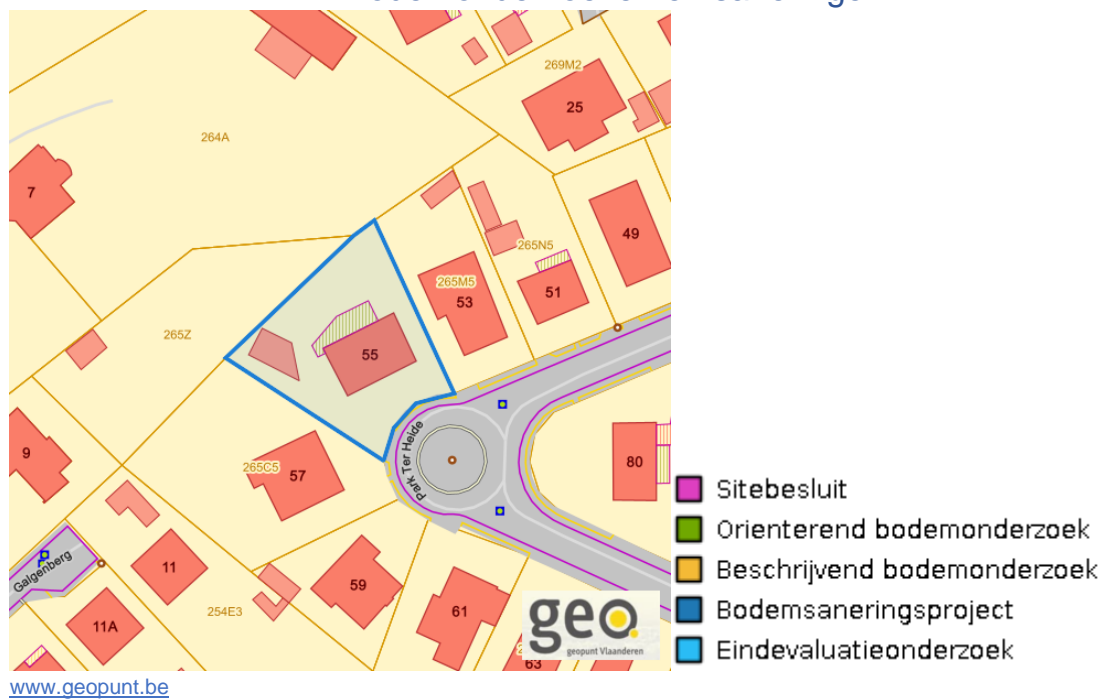 269M2
25
264A
7
49
265N5
265M5
53
51
265Z
55
Park Ter Heide
9
265C5
57
80
Galgenberg
11
59
254E3
11A
61
63
geo.
geopunt Vlaanderen
Sitebesluit
Orienterend bodemonderzoek
Beschrijvend bodemonderzoek
Bodemsaneringsproject
Eindevaluatieonderzoek
www.geopunt.be